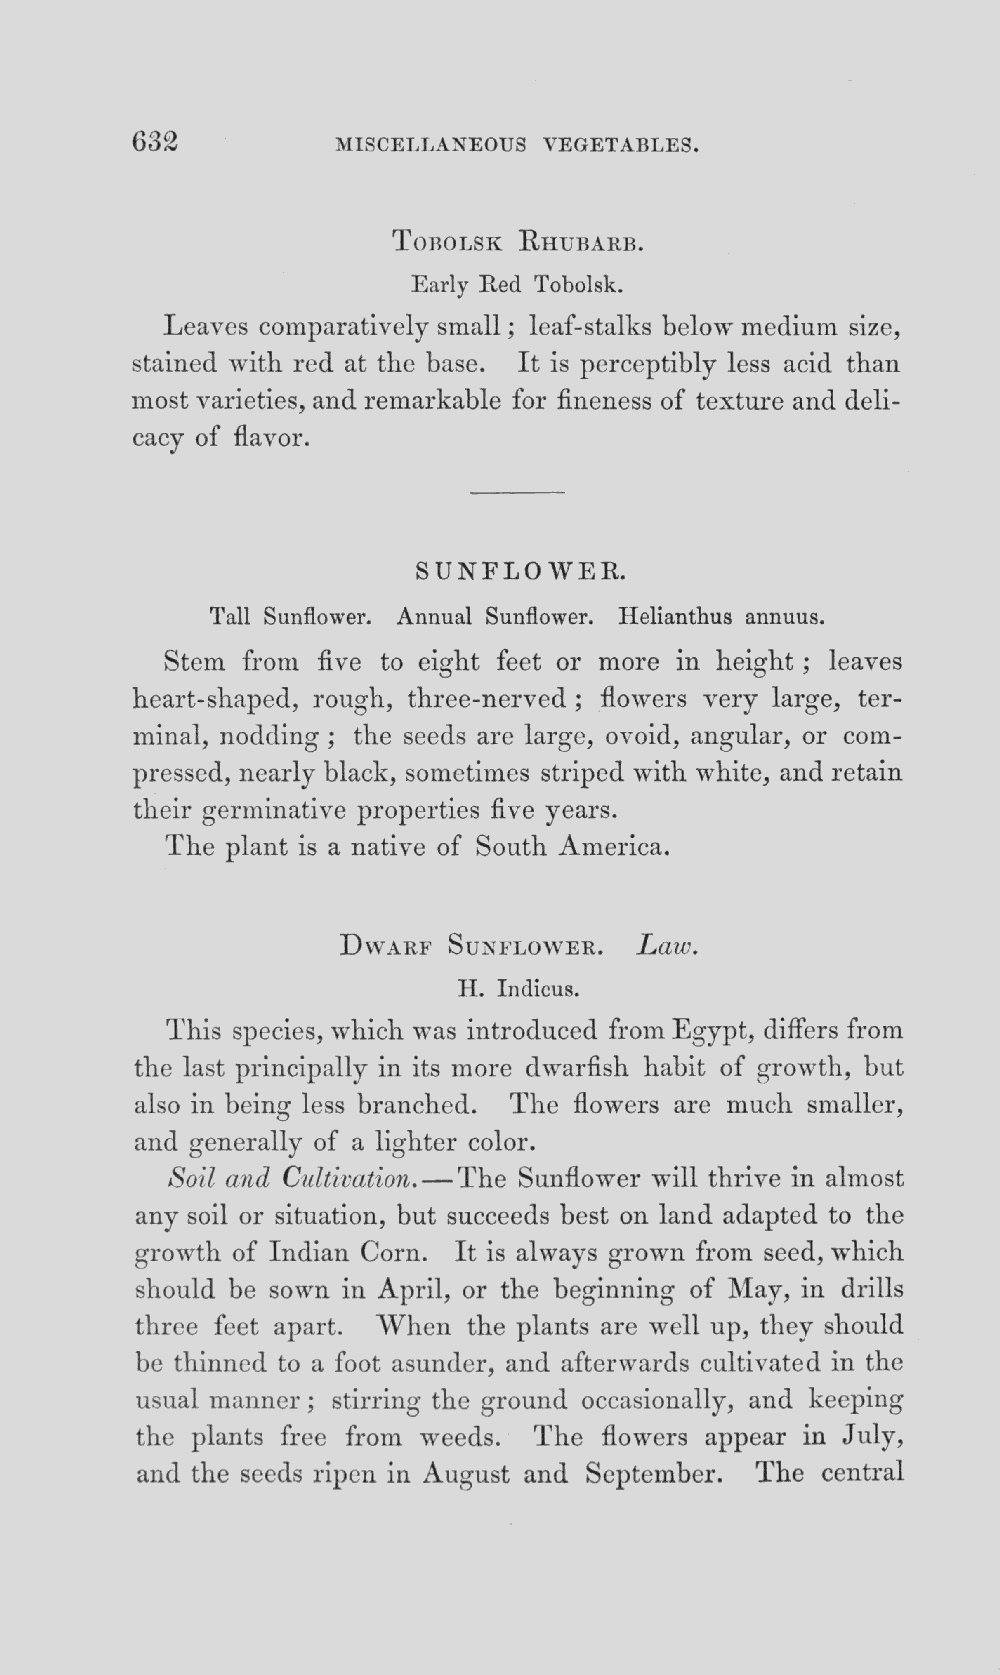 632 MISCELLANEOUS VEGETABLES.
Tobolsk Rhubarb.
Early Red Tobolsk.
Leaves comparatively small; leaf-stalks below medium size,
stained with red at the base. It is perceptibly less acid than
most varieties, and remarkable for fineness of texture and deli-
cacy of flavor.
SUNFLOWER.
Tall Sunflower. Annual Sunflower. Helianthus annuus.
Stem from five to eight feet or more in height; leaves
heart-shaped, rough, three-nerved; flowers very large, ter-
minal, nodding; the seeds are large, ovoid, angular, or com-
pressed, nearly black, sometimes striped with white, and retain
their germinative properties five years.
The plant is a native of South America.
Dwarf Sunflower. Law.
H. Indicus.
This species, which was introduced from Egypt, differs from
the last principally in its more dwarfish habit of growth, but
also in being less branched. The flowers are much smaller,
and generally of a lighter color.
Soil and Cultivation.—The Sunflower will thrive in almost
any soil or situation, but succeeds best on land adapted to the
growth of Indian Corn. It is always grown from seed, which
should be sown in April, or the beginning of May, in drills
three feet apart. When the plants are well up, they should
be thinned to a foot asunder, and afterwards cultivated in the
usual manner; stirring the ground occasionally, and keeping
the plants free from weeds. The flowers appear in July,
and the seeds ripen in August and September. The central